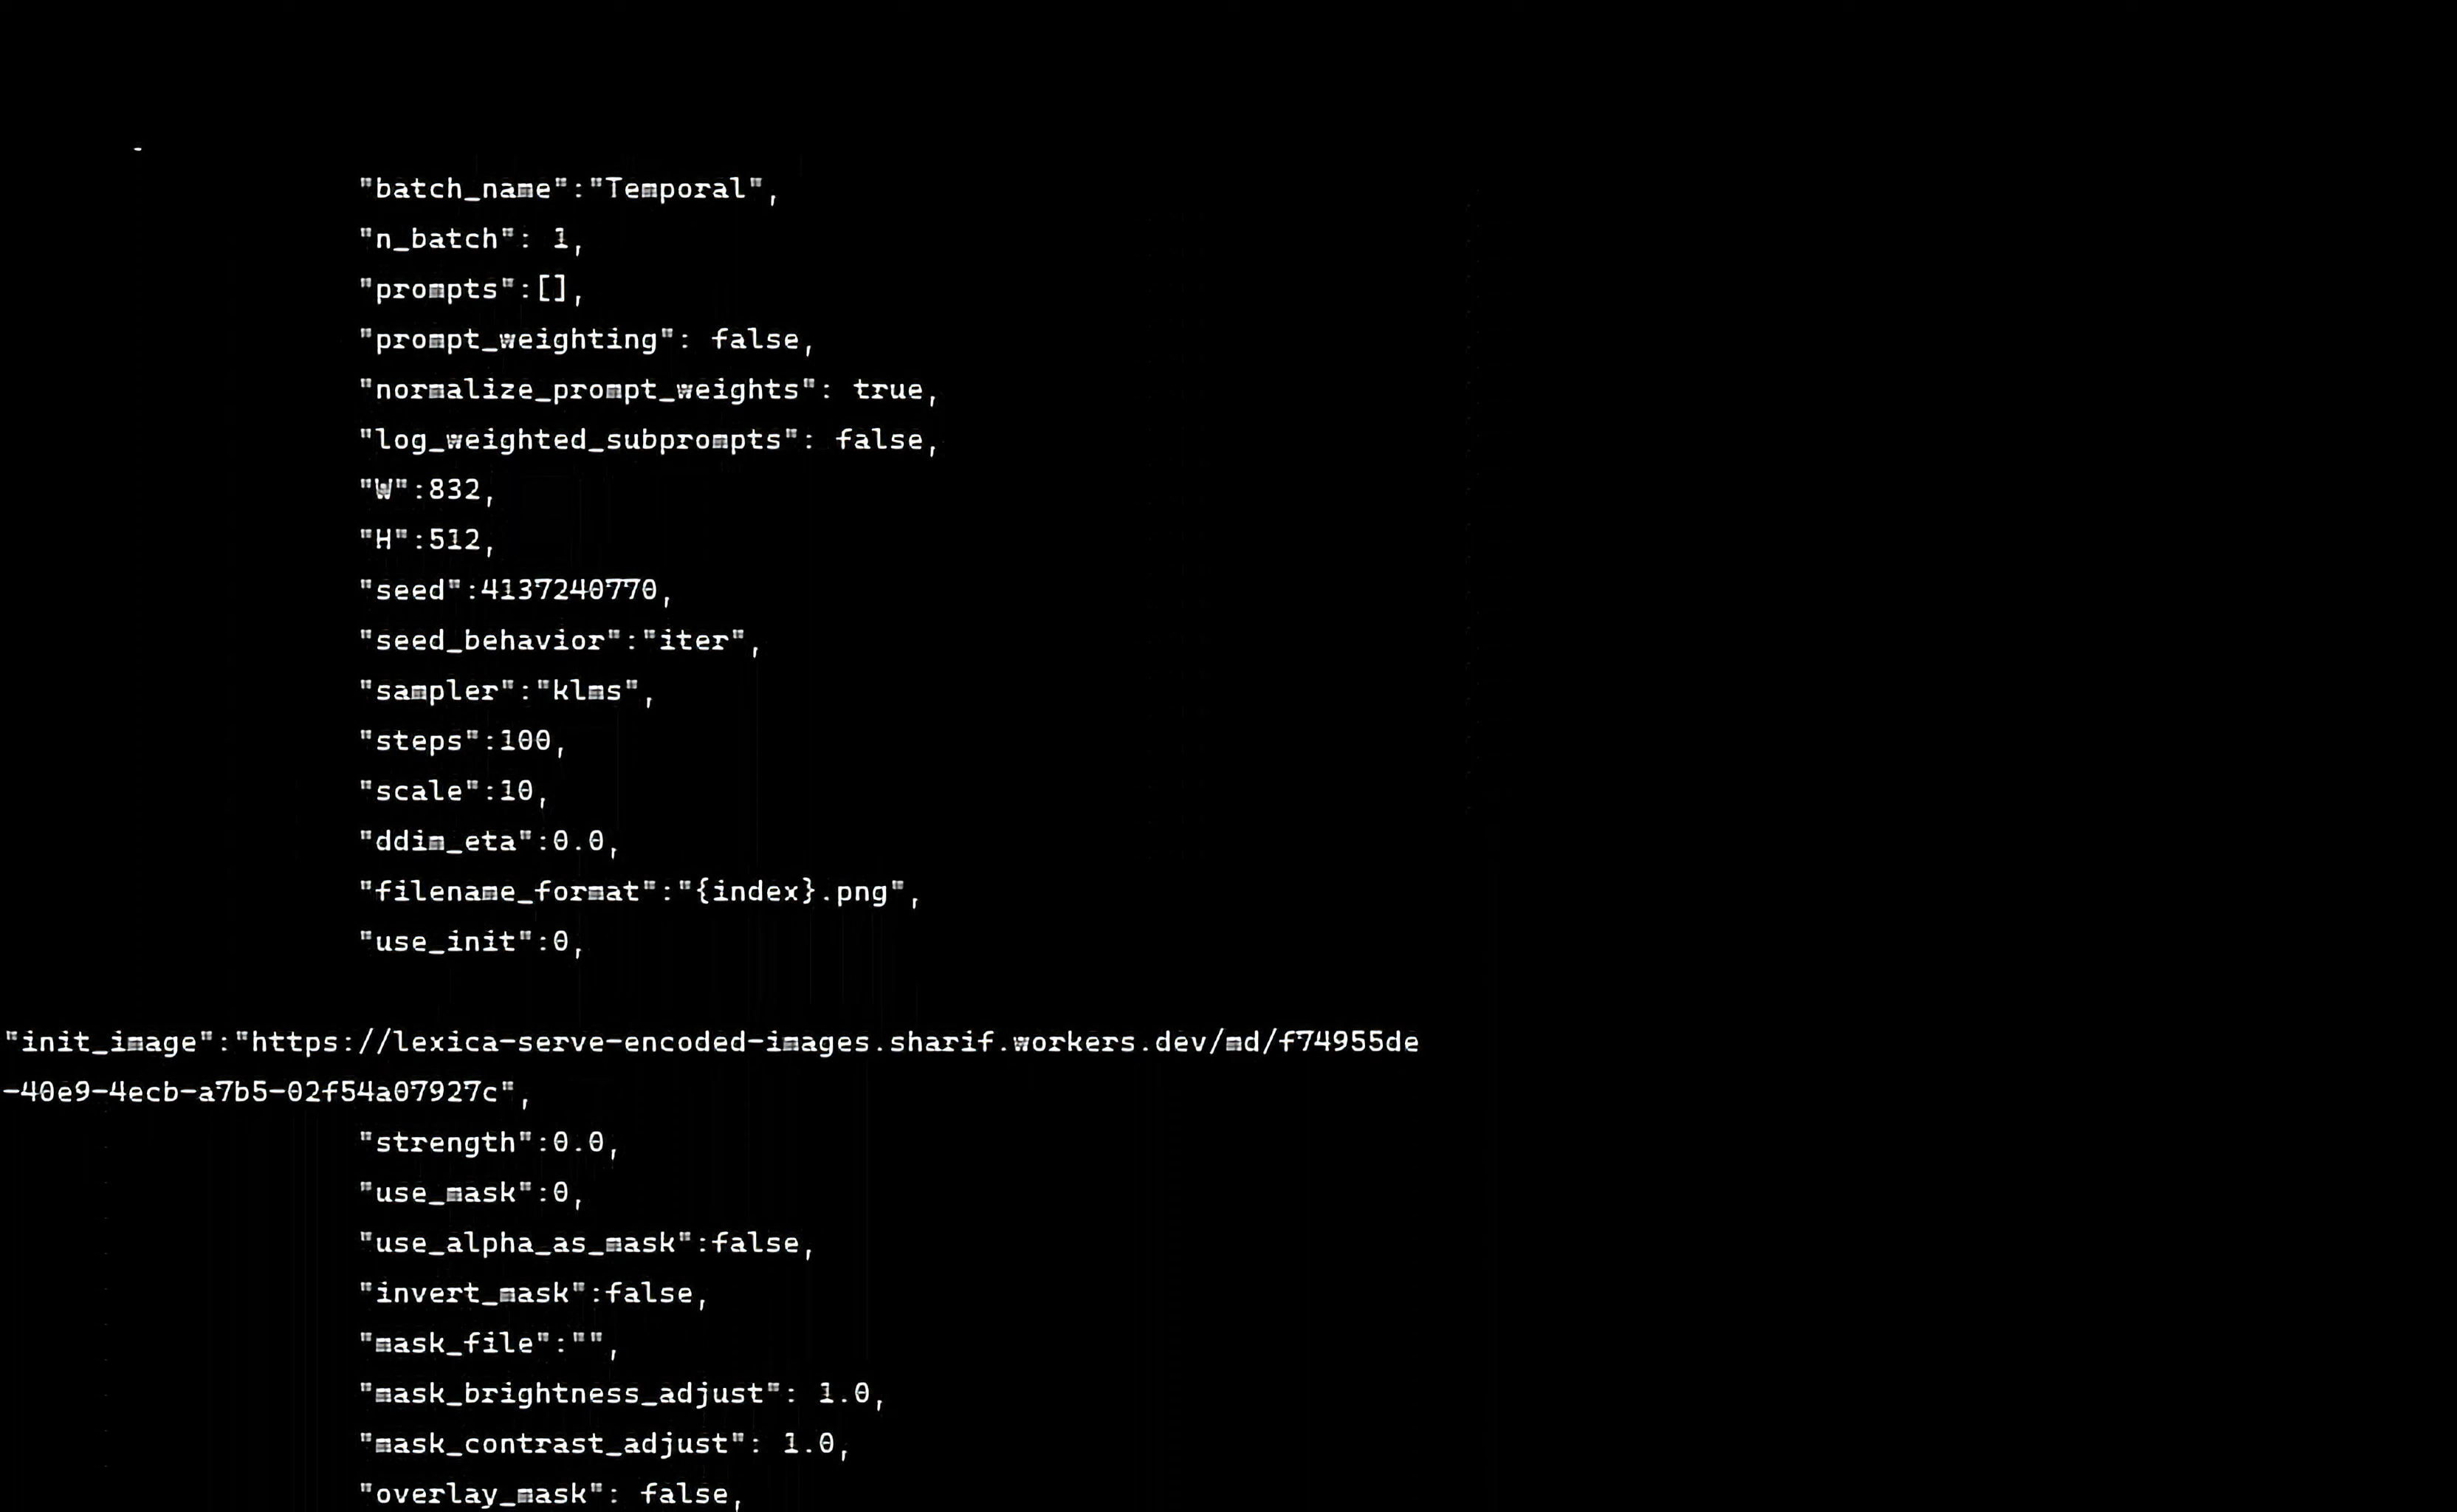 "batch_name":"Temporal",
"n_batch": 1,
"prompts":[],
"prompt_weighting": false,
"normalize_prompt_weights": true,
"log_weighted_subprompts": false,
"W":832,
"H":512,
"seed":4137240770,
"seed_behavior":"iter",
"sampler":"klms",
"steps":100,
"scale":10,
"ddim_eta":0.0,
"filename_format":"{index}.png",
"use_init":0,
"init_image":"https://lexica-serve-encoded-images.sharif.workers.dev/md/f74955de
-40e9-4ecb-a7b5-02f54a07927c",
"strength":0.0,
"use_mask":0,
"use_alpha_as_mask":false,
"invert_mask":false,
"mask_file":"",
"mask_brightness_adjust": 1.0,
"mask_contrast_adjust": 1.0,
"overlay_mask": false,